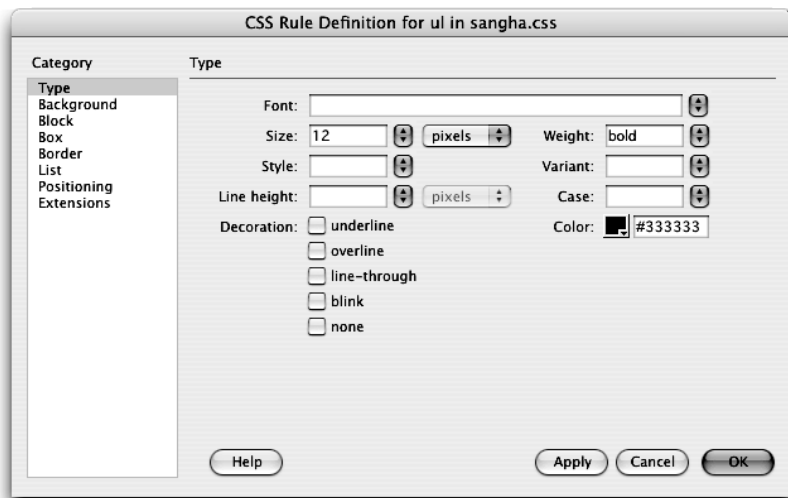 CSS Rule Definition for ul in sangha.css
Category
Type
Background
Block
Box
Border
List
Positioning
Extensions
Type
Font:
Size: 12 pixels Weight: bold
Style: Variant:
Line height: pixels Case:
Decoration: underline Color: #333333
overline
line-through
blink
none
Help Apply Cancel OK